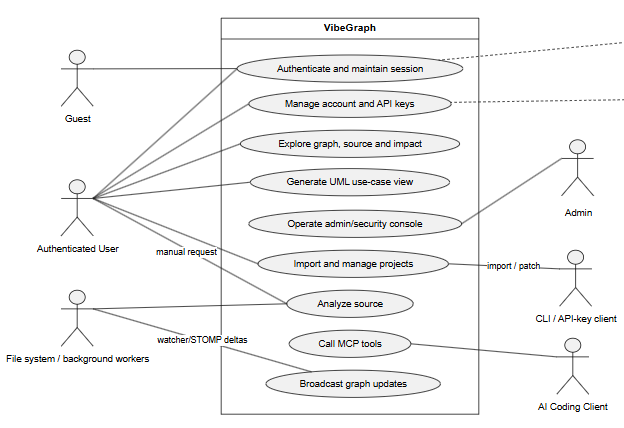 VibeGraph
Authenticate and maintain session
Guest
Manage account and API keys
Explore graph, source and impact
Generate UML use-case view
Admin
Operate admin/security console
Authenticated User
manual request
Import and manage projects
import / patch
Analyze source
CLI / API-key client
watcher/STOMP deltas
Call MCP tools
File system / background workers
Broadcast graph updates
AI Coding Client